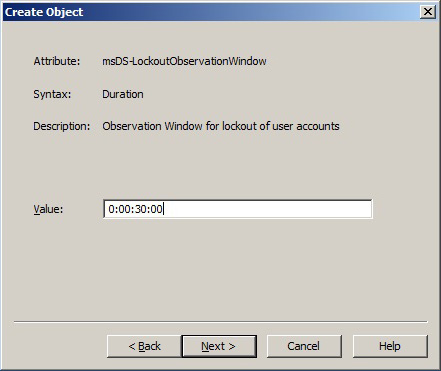 Create Object
Attribute: msDS-LockoutObservationWindow
Syntax: Duration
Description: Observation Window for lockout of user accounts
Value: 0:00:30:00
< Back Next > Cancel Help